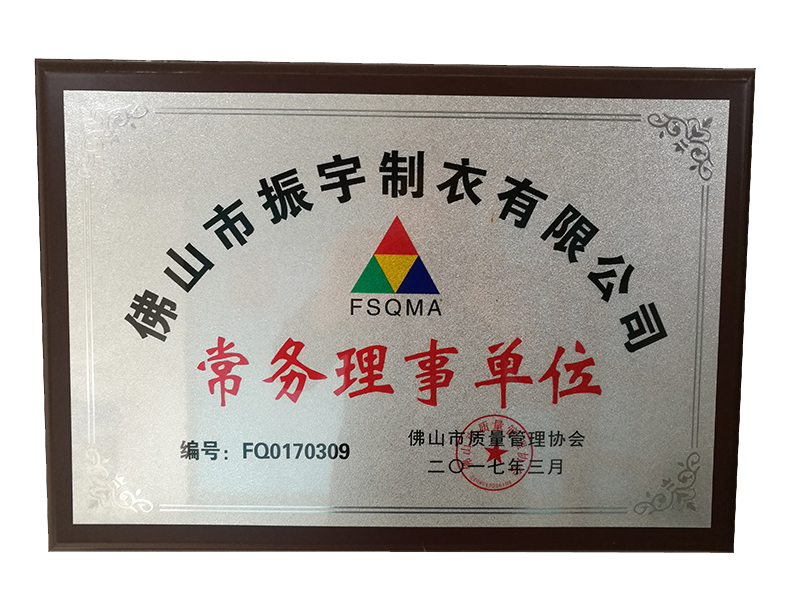 佛山市振宇制衣有限公司
FSQMA
常务理事单位
编号：FQ0170309
佛山市质量管理协会
二〇一七年三月